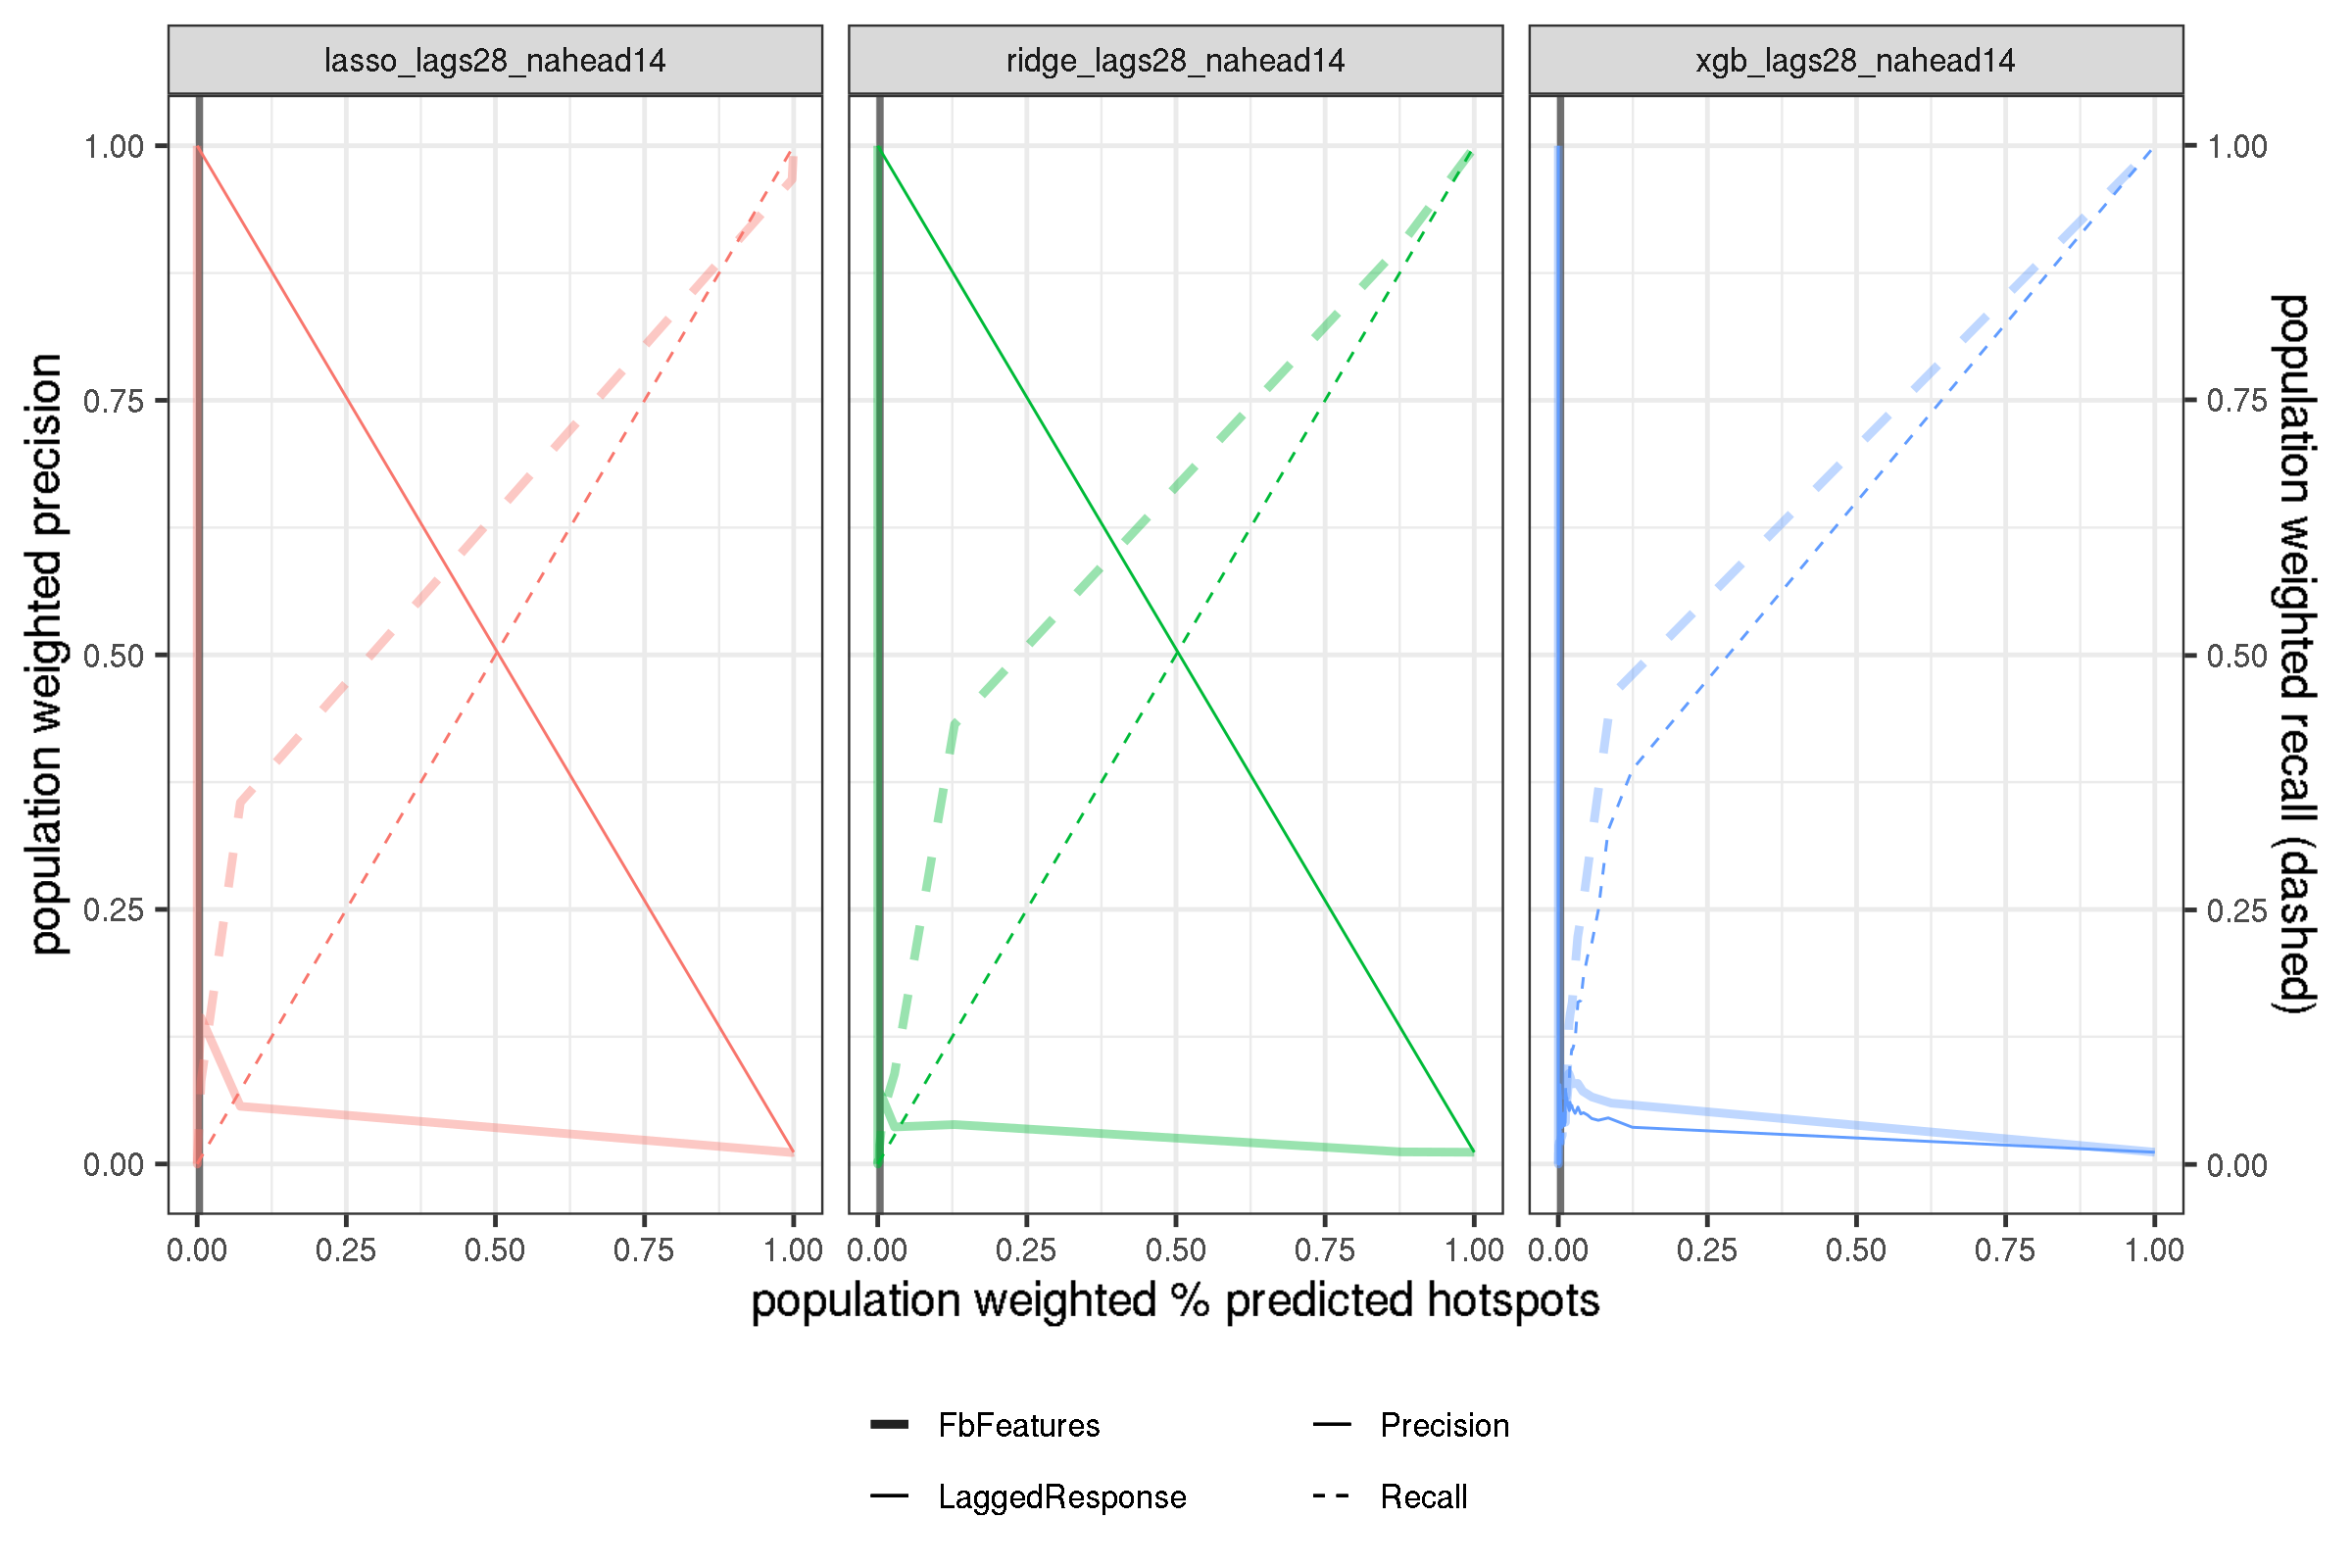 lasso_lags28_nahead14 ridge_lags28_nahead14 xgb_lags28_nahead14
population weighted precision
1.00
0.75
0.50
0.25
0.00
1.00
0.75
0.50
0.25
0.00
population weighted recall (dashed)
0.00 0.25 0.50 0.75 1.00 0.00 0.25 0.50 0.75 1.00 0.00 0.25 0.50 0.75 1.00
population weighted % predicted hotspots
FbFeatures Precision
LaggedResponse Recall